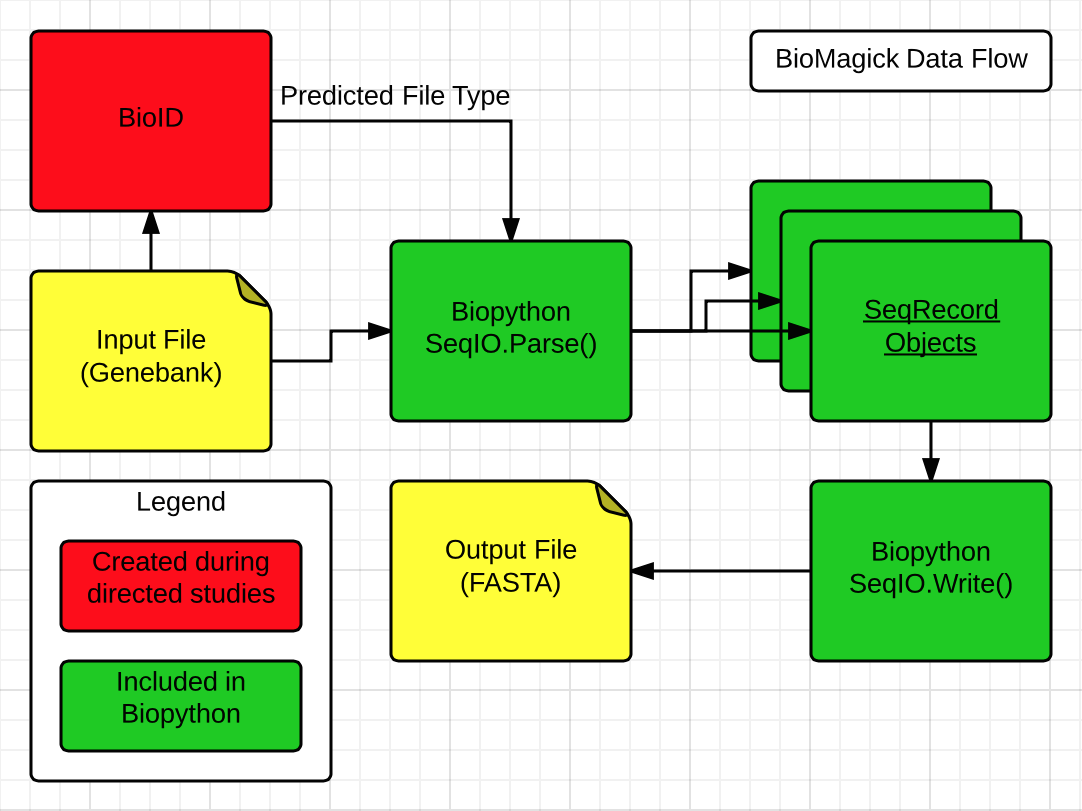 BioMagick Data Flow
BioID
Predicted File Type
Input File
(Genebank)
Biopython
SeqIO.Parse()
SeqRecord
Objects
Legend
Created during
directed studies
Included in
Biopython
Output File
(FASTA)
Biopython
SeqIO.Write()